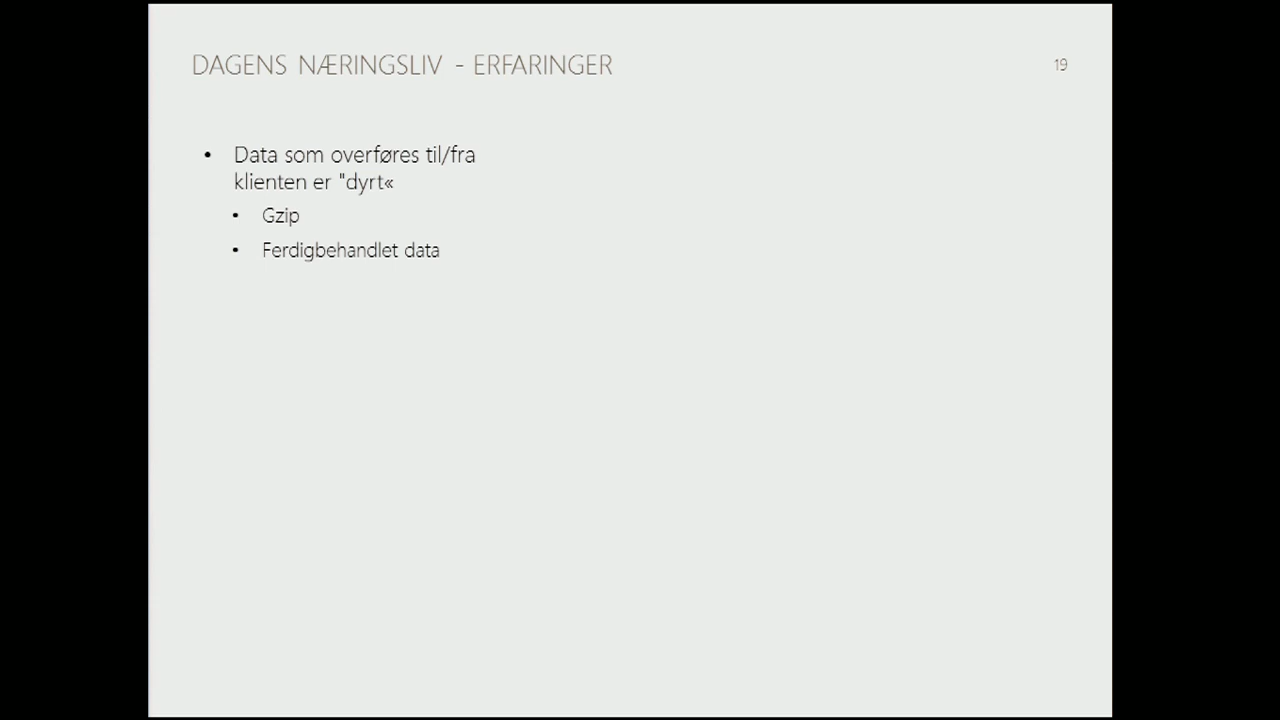 DAGENS NÆRINGSLIV - ERFARINGER
19
• Data som overføres til/fra
klienten er "dyrt«
• Gzip
• Ferdigbehandlet data